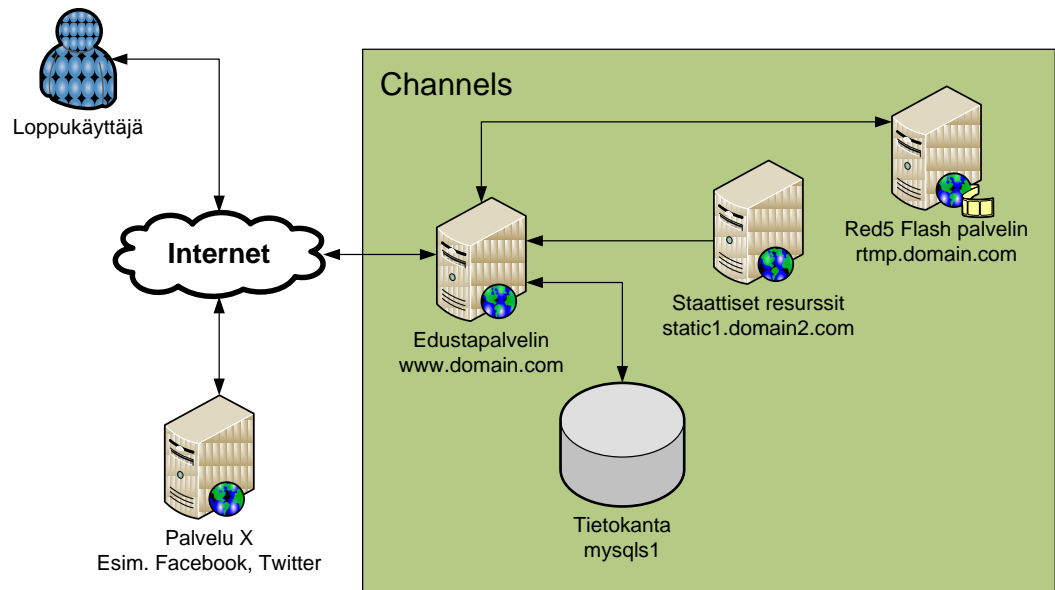 Loppukäyttäjä
Channels
Internet
Red5 Flash palvelin
rtmp.domain.com
Staattiset resurssit
static1.domain2.com
Edustapalvelin
www.domain.com
Palvelu X
Esim. Facebook, Twitter
Tietokanta
mysqls1